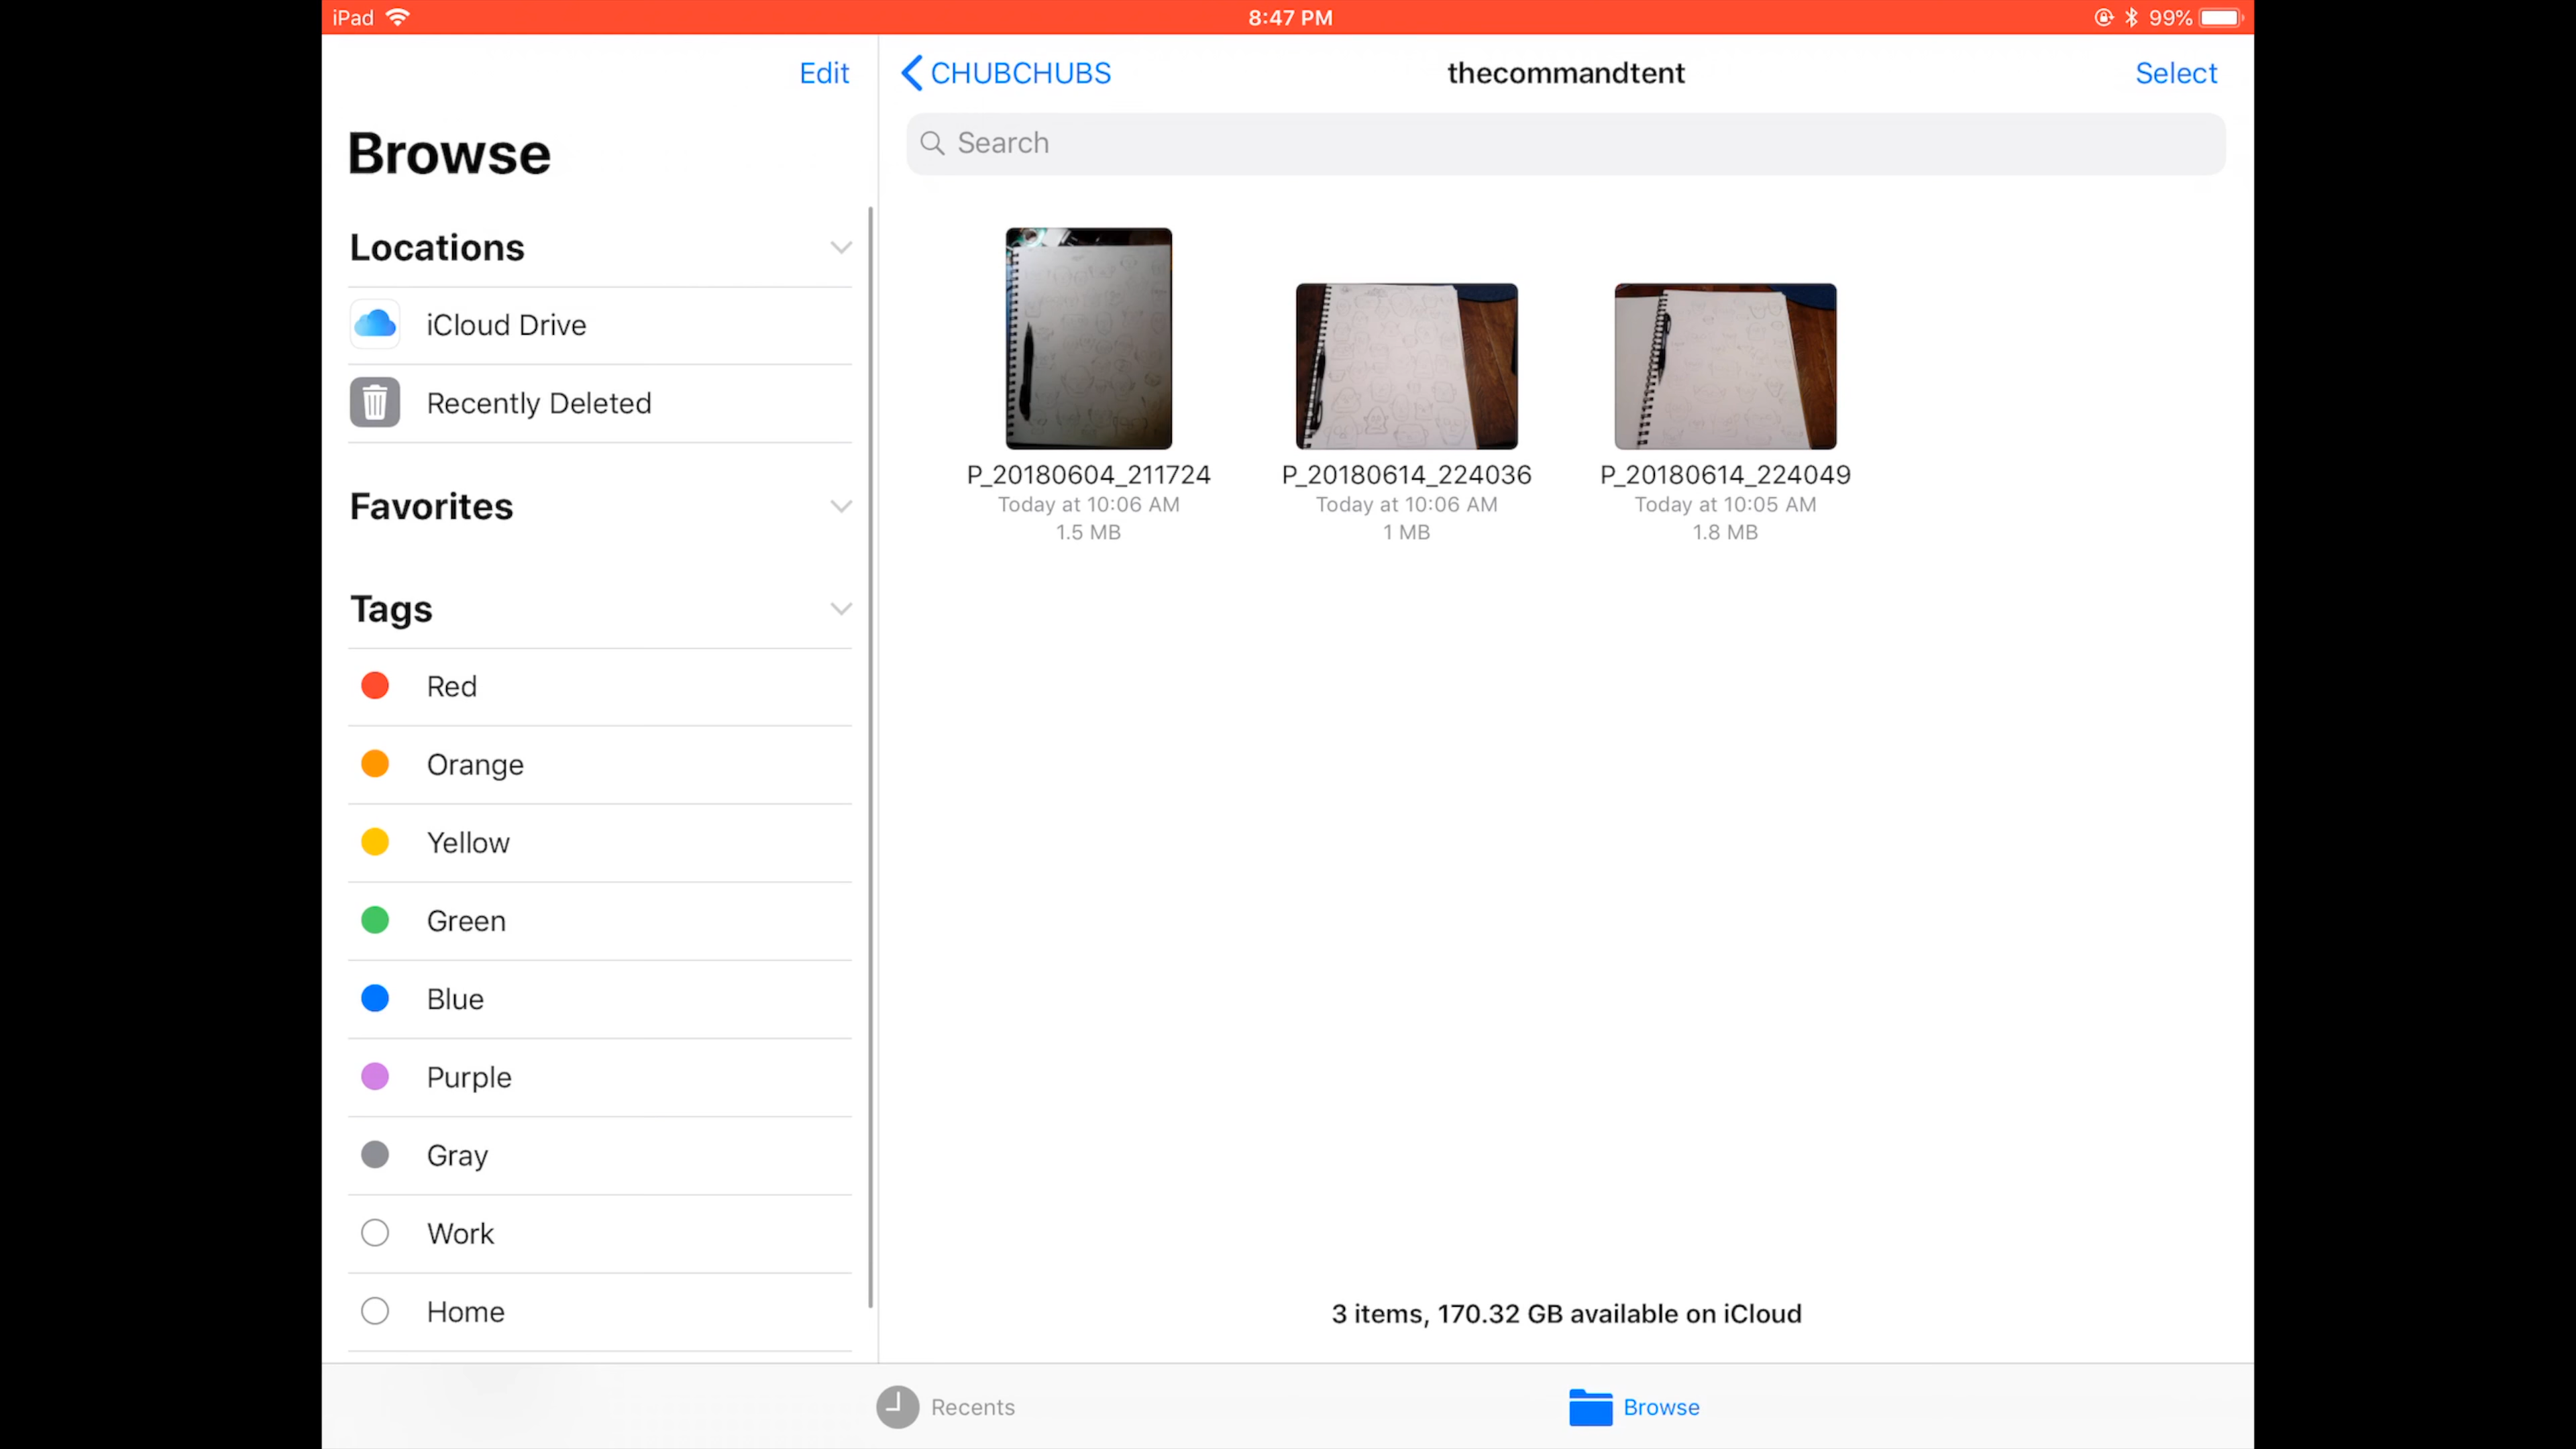 iPad
8:47 PM
99%
Edit
Browse
Locations
iCloud Drive
Recently Deleted
Favorites
Tags
Red
Orange
Yellow
Green
Blue
Purple
Gray
Work
Home
CHUBCHUBS
thecommandtent
Select
Search
P_20180604_211724
Today at 10:06 AM
1.5 MB
P_20180614_224036
Today at 10:06 AM
1 MB
P_20180614_224049
Today at 10:05 AM
1.8 MB
3 items, 170.32 GB available on iCloud
Recents
Browse